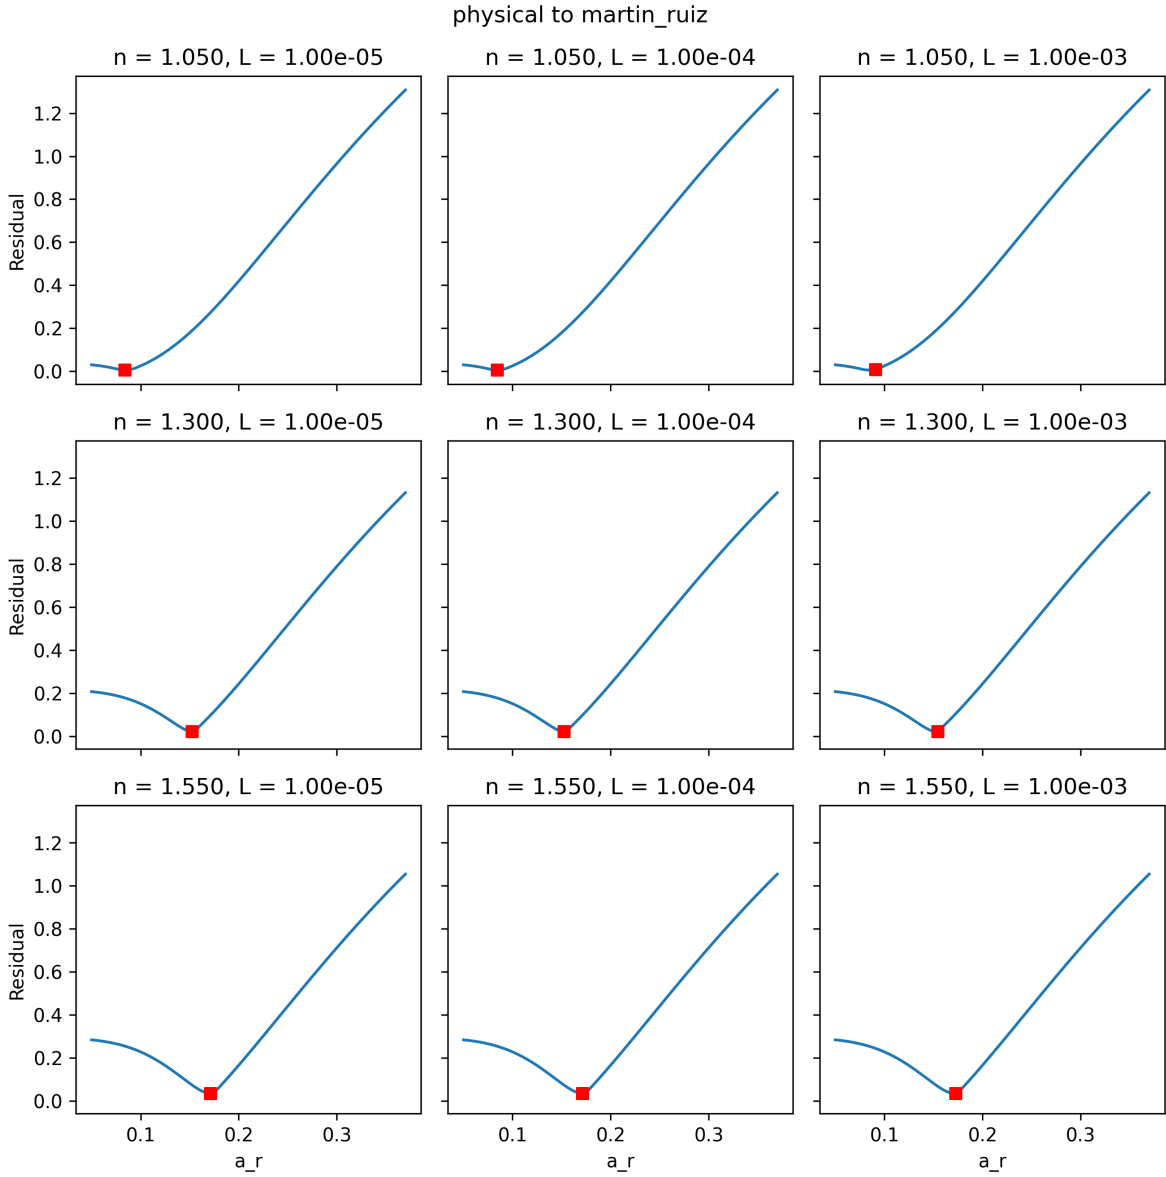 physical to martin_ruiz
n = 1.050, L = 1.00e-05
n = 1.050, L = 1.00e-04
n = 1.050, L = 1.00e-03
Residual
1.2
1.0
0.8
0.6
0.4
0.2
0.0
n = 1.300, L = 1.00e-05
n = 1.300, L = 1.00e-04
n = 1.300, L = 1.00e-03
Residual
1.2
1.0
0.8
0.6
0.4
0.2
0.0
n = 1.550, L = 1.00e-05
n = 1.550, L = 1.00e-04
n = 1.550, L = 1.00e-03
Residual
1.2
1.0
0.8
0.6
0.4
0.2
0.0
0.1 0.2 0.3
0.1 0.2 0.3
0.1 0.2 0.3
a_r
a_r
a_r